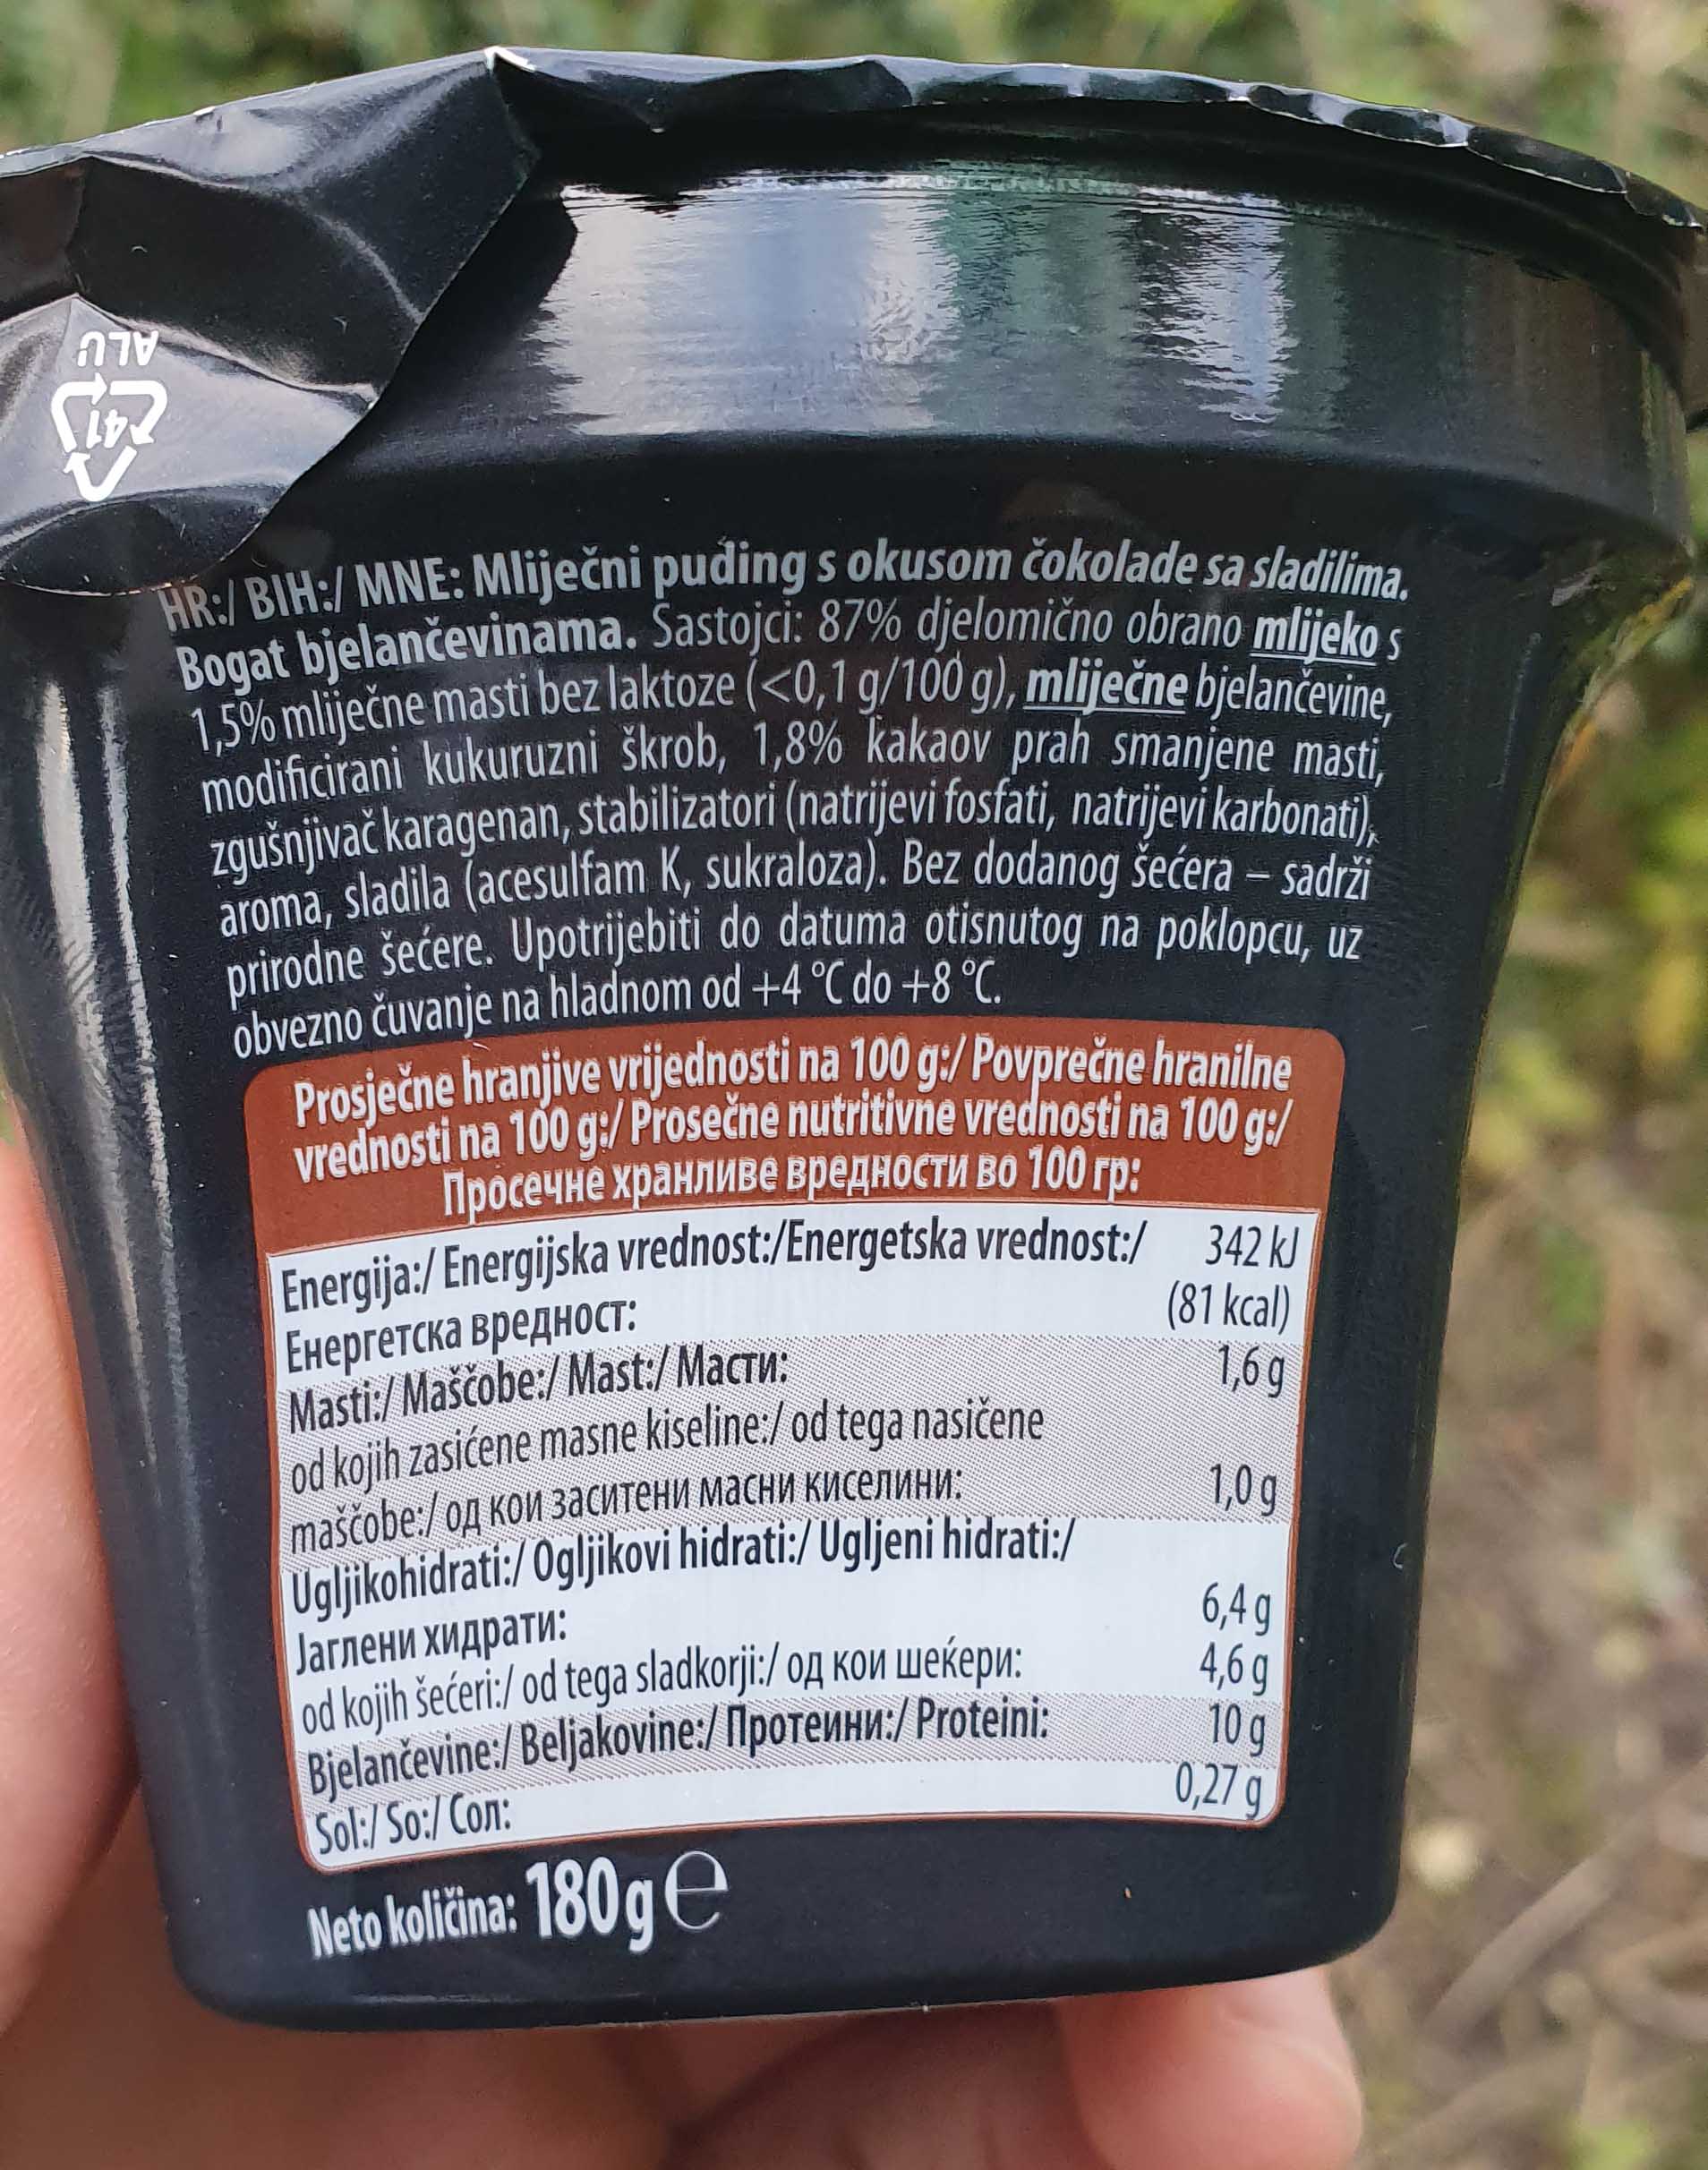 ALU
41
HR:/ BIH:/ MNE: Mliječni puding s okusom čokolade sa sladilima.
Bogat bjelančevinama. Sastojci: 87% djelomično obrano mlijeko s
1,5% mliječne masti bez laktoze (<0,1 g/100 g), mliječne bjelančevine,
modificirani kukuruzni škrob, 1,8% kakaov prah smanjene masti,
zgušnjivač karagenan, stabilizatori (natrijevi fosfati, natrijevi karbonati),
aroma, sladila (acesulfam K, sukraloza). Bez dodanog šećera – sadrži
prirodne šećere. Upotrijebiti do datuma otisnutog na poklopcu, uz
obvezno čuvanje na hladnom od +4 °C do +8 °C.
Prosječne hranjive vrijednosti na 100 g:/ Povprečne hranilne
vrednosti na 100 g:/ Prosečne nutritivne vrednosti na 100 g:/
Просечне хранливе вредности во 100 гр:
Energija:/ Energijska vrednost:/Energetska vrednost:/ 342 kJ
Енергетска вредност: (81 kcal)
Masti:/ Maščobe:/ Mast:/ Масти: 1,6 g
od kojih zasićene masne kiseline:/ od tega nasičene
maščobe:/ од кои заситени масни киселини: 1,0 g
Ugljikohidrati:/ Ogljikovi hidrati:/ Ugljeni hidrati:/
Јаглени хидрати: 6,4 g
od kojih šećeri:/ od tega sladkorji:/ од кои шеќери: 4,6 g
Bjelančevine:/ Beljakovine:/ Протеини:/ Proteini: 10 g
Sol:/ So:/ Сол: 0,27 g
Neto količina: 180g e